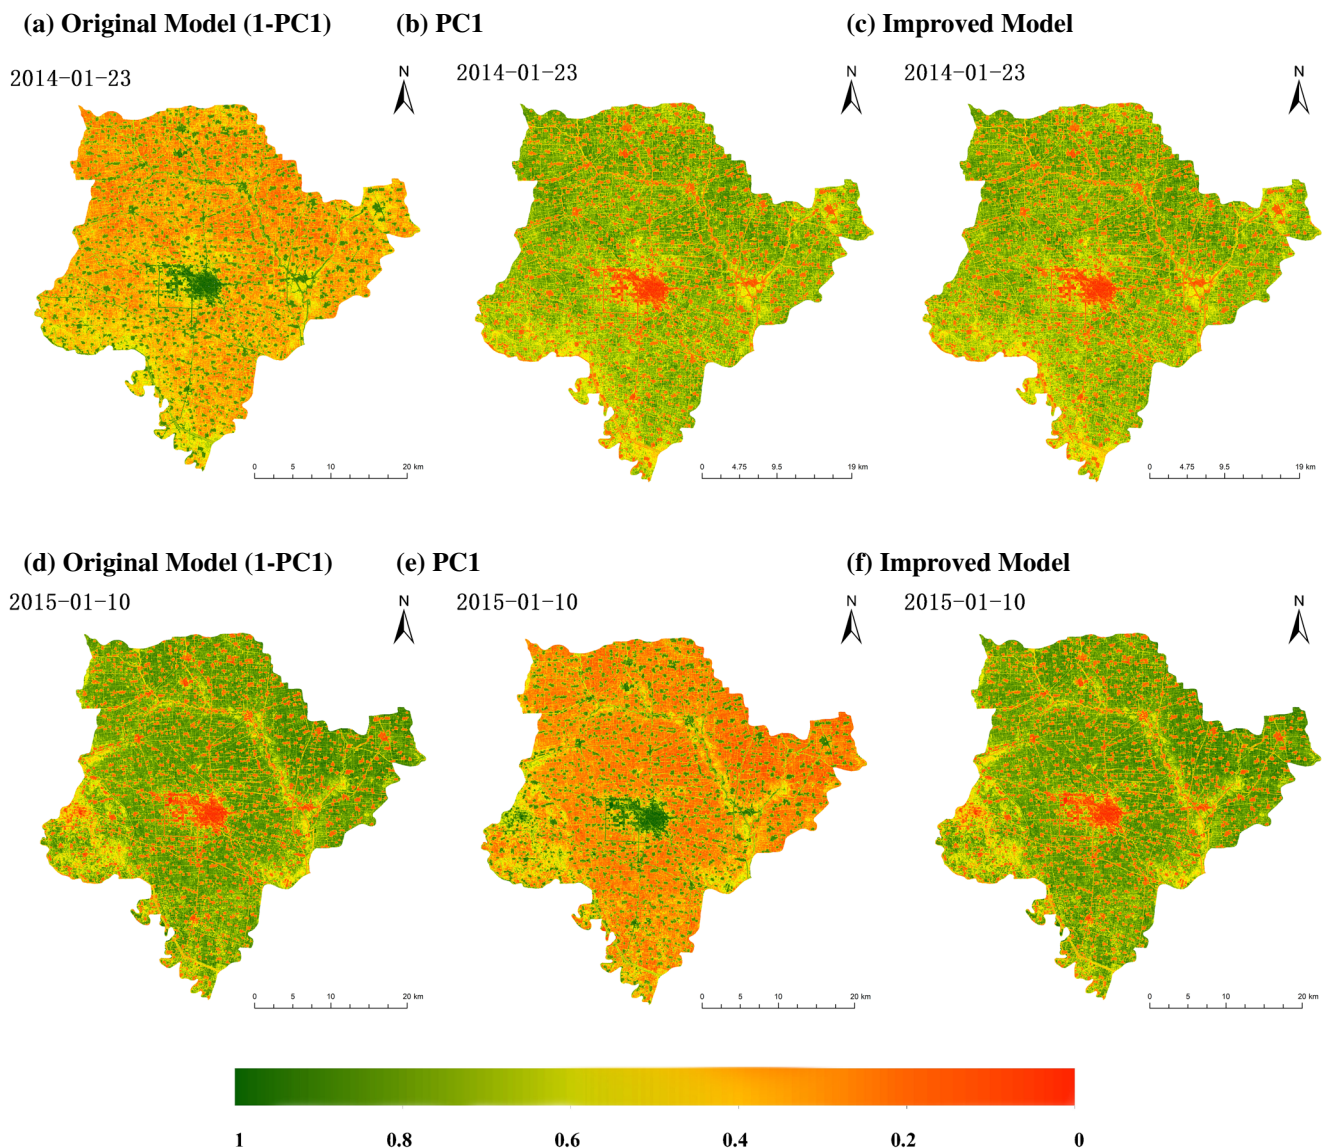 (a) Original Model (1-PC1) (b) PC1 (c) Improved Model
2014-01-23 N 2014-01-23 N 2014-01-23 N
0 5 10 20 km 0 4.75 9.5 19 km 0 4.75 9.5 19 km
(d) Original Model (1-PC1) (e) PC1 (f) Improved Model
2015-01-10 N 2015-01-10 N 2015-01-10 N
0 5 10 20 km 0 5 10 20 km 0 5 10 20 km
1 0.8 0.6 0.4 0.2 0